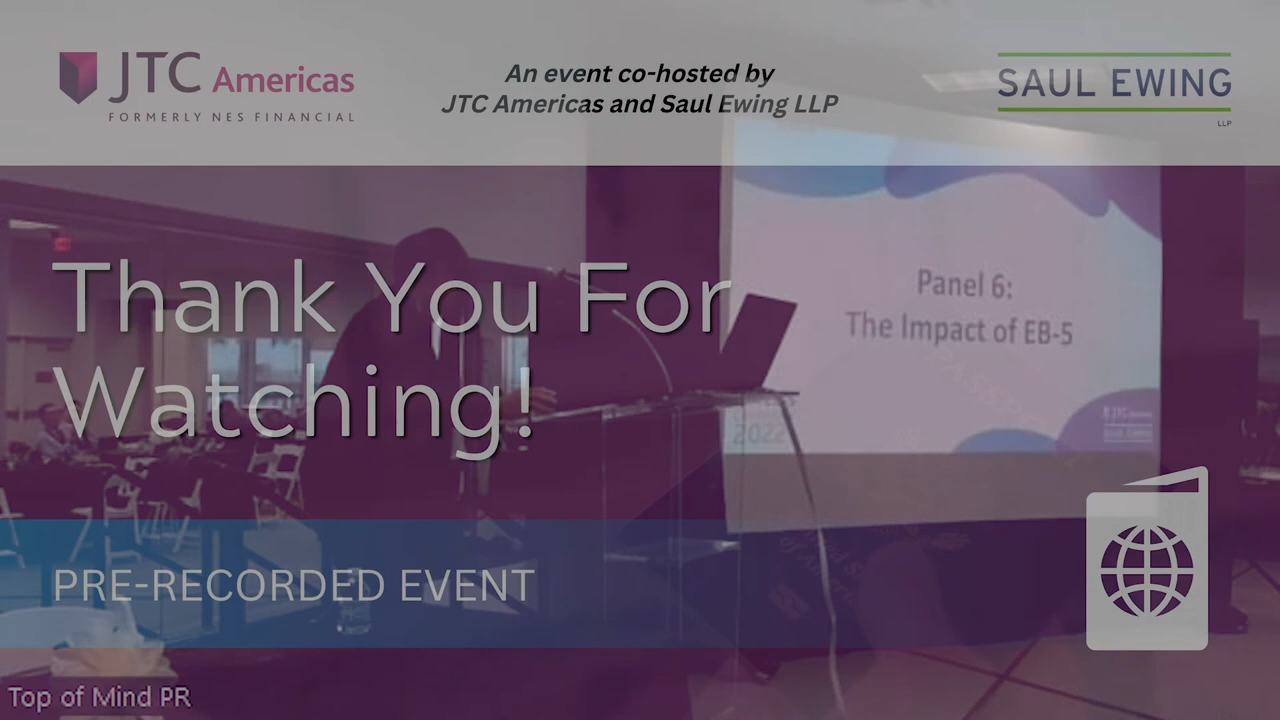 JTC Americas
FORMERLY NES FINANCIAL
An event co-hosted by
JTC Americas and Saul Ewing LLP
SAUL EWING
LLP
Panel 6:
The Impact of EB-5
Thank You For
Watching!
2022
PRE-RECORDED EVENT
Top of Mind PR